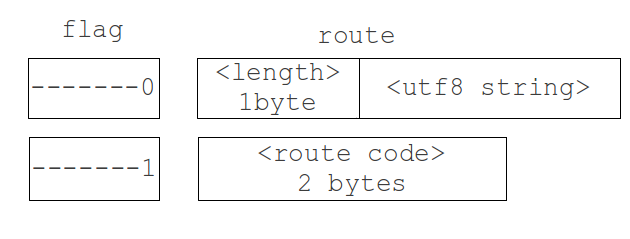 flag
route
-------0
<length>
1byte
<utf8 string>
-------1
<route code>
2 bytes